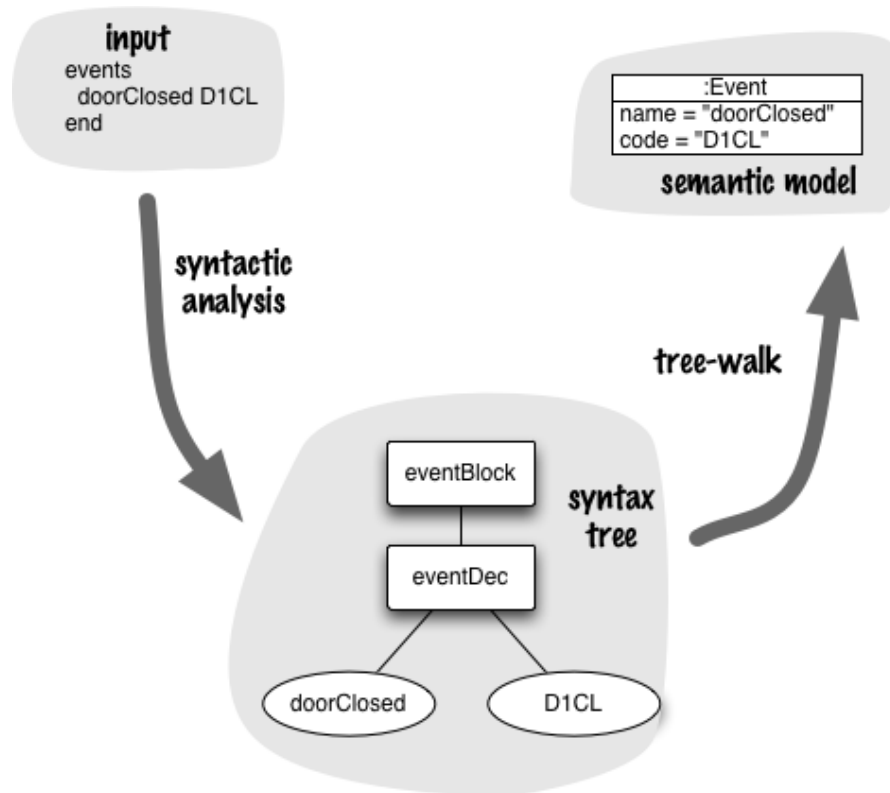 input
events
doorClosed D1CL
end
:Event
name = "doorClosed"
code = "D1CL"
semantic model
syntactic
analysis
tree-walk
eventBlock
syntax
tree
eventDec
doorClosed
D1CL